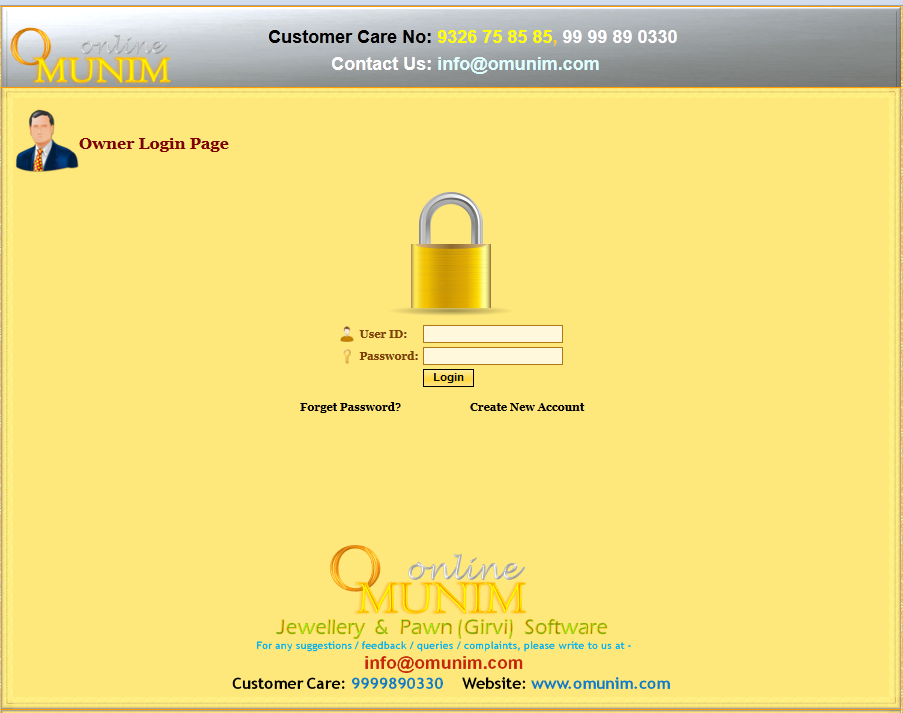 Online
MUNIM
Customer Care No: 9326 75 85 85, 99 99 89 0330
Contact Us: info@omunim.com
Owner Login Page
User ID:
Password:
Login
Forget Password?
Create New Account
Online
MUNIM
Jewellery & Pawn (Girvi) Software
For any suggestions / feedback / queries / complaints, please write to us at -
info@omunim.com
Customer Care: 9999890330 Website: www.omunim.com